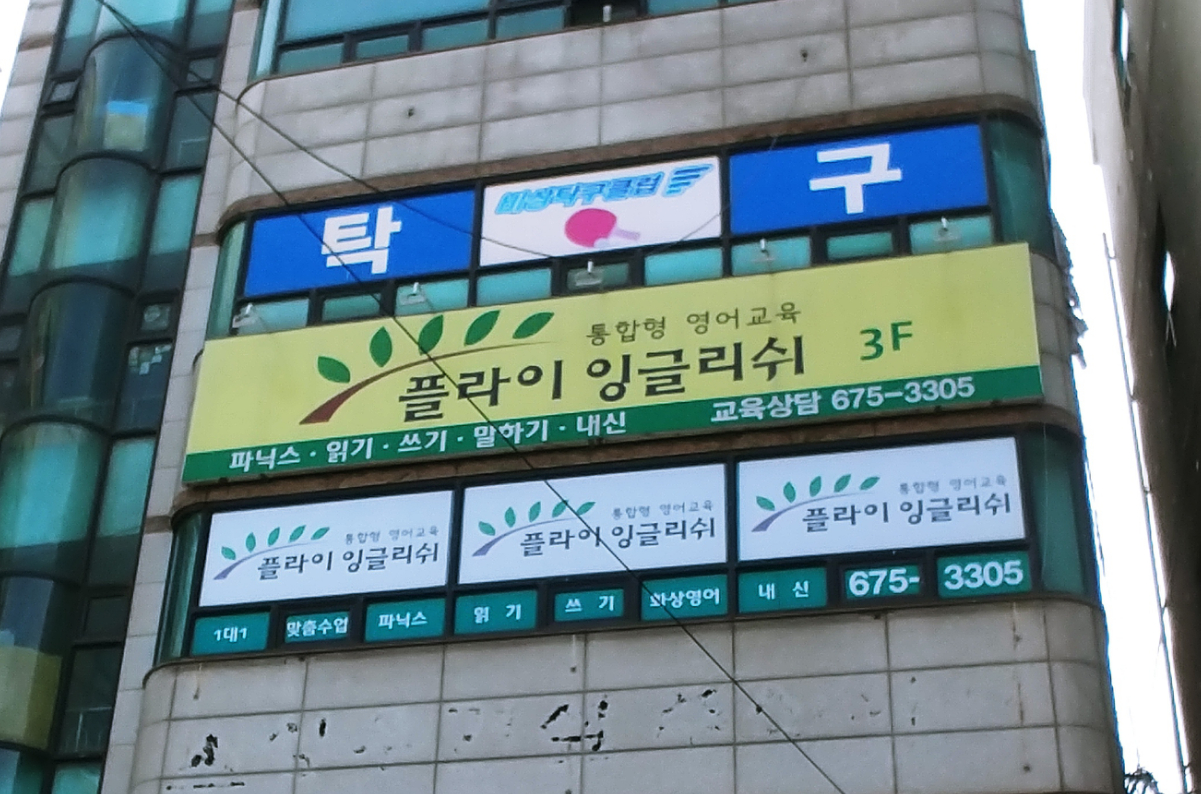 탁 비상탁구클럽 구
통합형 영어교육
플라이 잉글리쉬 3F
파닉스 · 읽기 · 쓰기 · 말하기 · 내신 교육상담 675-3305
통합형 영어교육
플라이 잉글리쉬
통합형 영어교육
플라이 잉글리쉬
통합형 영어교육
플라이 잉글리쉬
1대1 맞춤수업 파닉스 읽 기 쓰 기 화상영어 내 신 675-3305